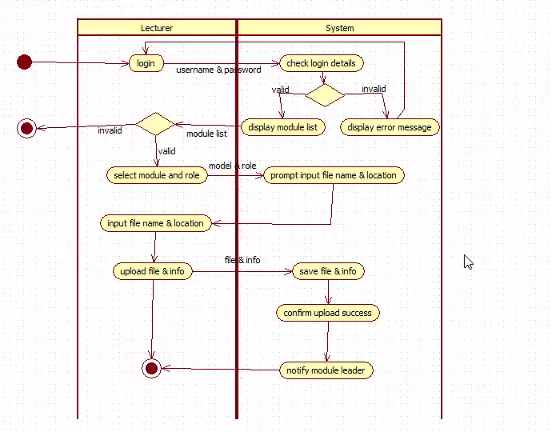 Lecturer
System
login
username & password
check login details
valid
invalid
invalid
module list
display module list
display error message
valid
select module and role
model & role
prompt input file name & location
input file name & location
upload file & info
file & info
save file & info
confirm upload success
notify module leader